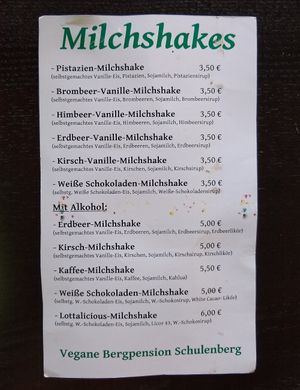 Milchshakes
- Pistazien-Milchshake 3,50 €
(selbstgemachtes Vanille-Eis, Pistazien, Sojamilch, Pistaziensirup)
- Brombeer-Vanille-Milchshake 3,50 €
(selbstgemachtes Vanille-Eis, Brombeeren, Sojamilch, Brombeersirup)
- Himbeer-Vanille-Milchshake 3,50 €
(selbstgemachtes Vanille-Eis, Himbeeren, Sojamilch, Himbeersirup)
- Erdbeer-Vanille-Milchshake 3,50 €
(selbstgemachtes Vanille-Eis, Erdbeeren, Sojamilch, Erdbeersirup)
- Kirsch-Vanille-Milchshake 3,50 €
(selbstgemachtes Vanille-Eis, Kirschen, Sojamilch, Kirschsirup)
- Weiße Schokoladen-Milchshake 3,50 €
(selbstg. W. Schokoladen-Eis, Sojamilch, Weiße-Schokoladensirup)
Mit Alkohol:
- Erdbeer-Milchshake 5,00 €
(selbstgemachtes Vanille-Eis, Erdbeeren, Sojamilch, Erdbeersirup, Erdbeerlikör)
- Kirsch-Milchshake 5,00 €
(selbstgemachtes Vanille-Eis, Kirschen, Sojamilch, Kirschsirup, Kirschlikör)
- Kaffee-Milchshake 5,50 €
(selbstgemachtes Vanille-Eis, Kaffee, Sojamilch, Kahlua)
- Weiße Schokoladen-Milchshake 5,00 €
(selbstg. W.-Schokoladen-Eis, Sojamilch, W.-Schokosirup, White Cacao- Likör)
- Lottalicious-Milchshake 6,00 €
(selbstg. W.-Schokoladen-Eis, Sojamilch, Licor 43, W.-Schokosirup)
Vegane Bergpension Schulenberg